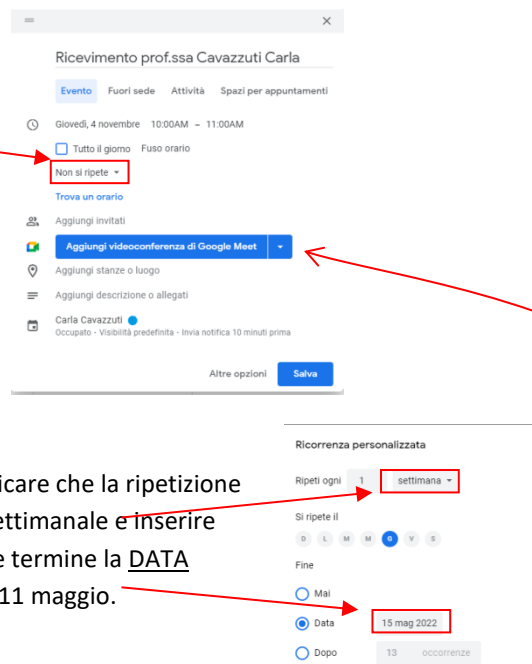 Ricevimento prof.ssa Cavazzuti Carla
Evento Fuori sede Attività Spazi per appuntamenti
Giovedì, 4 novembre 10:00AM – 11:00AM
Tutto il giorno Fuso orario
Non si ripete
Trova un orario
Aggiungi invitati
Aggiungi videoconferenza di Google Meet
Aggiungi stanze o luogo
Aggiungi descrizione o allegati
Carla Cavazzuti
Occupato • Visibilità predefinita • Invia notifica 10 minuti prima
Altre opzioni Salva
icare che la ripetizione
ettimanale e inserire
e termine la DATA
11 maggio.
Ricorrenza personalizzata
Ripeti ogni 1 settimana
Si ripete il
D L M M G V S
Fine
Mai
Data 15 mag 2022
Dopo 13 occorrenze